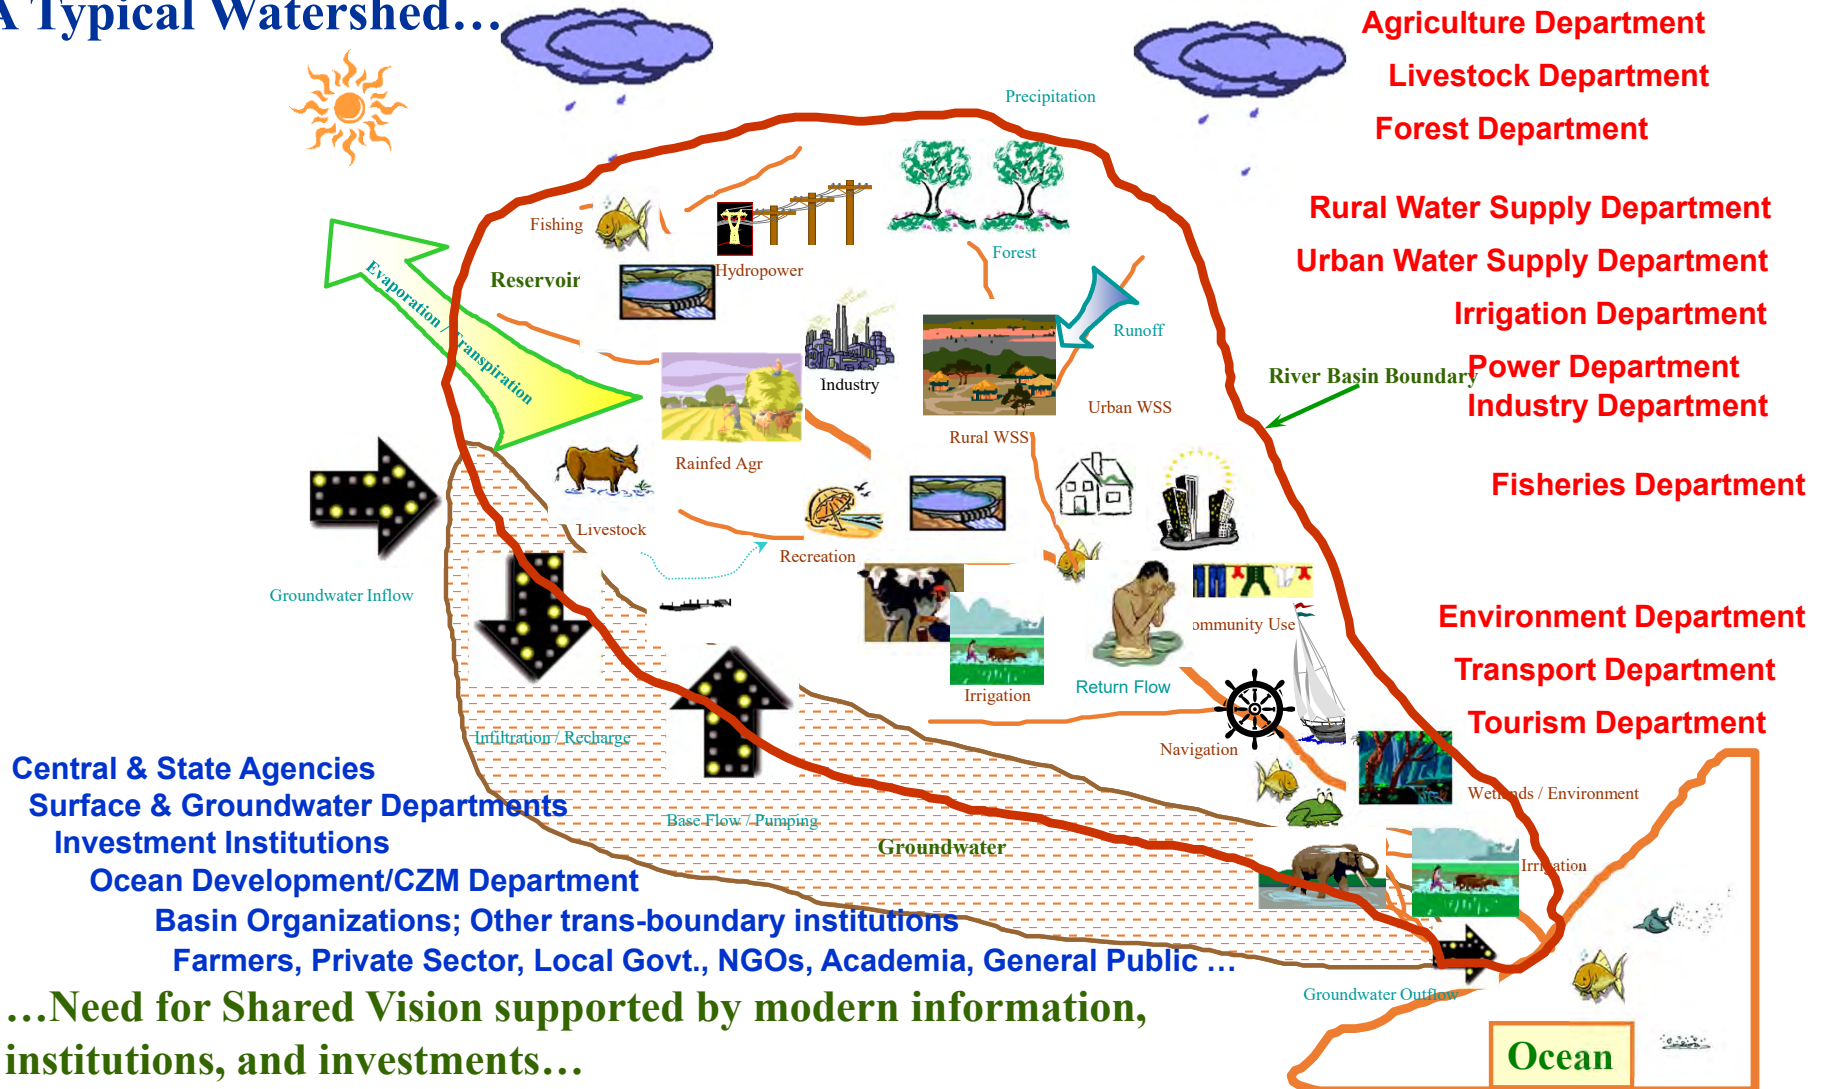 A Typical Watershed…
Agriculture Department
Livestock Department
Forest Department
Precipitation
Rural Water Supply Department
Urban Water Supply Department
Irrigation Department
Power Department
Industry Department
Fisheries Department
Environment Department
Transport Department
Tourism Department
Fishing
Hydropower
Forest
Reservoir
Evaporation / Transpiration
Runoff
Industry
River Basin Boundary
Urban WSS
Rural WSS
Rainfed Agr
Livestock
Recreation
Groundwater Inflow
ommunity Use
Irrigation
Return Flow
Navigation
Infiltration / Recharge
Wetlands / Environment
Base Flow / Pumping
Groundwater
Irrigation
Central & State Agencies
Surface & Groundwater Departments
Investment Institutions
Ocean Development/CZM Department
Basin Organizations; Other trans-boundary institutions
Farmers, Private Sector, Local Govt., NGOs, Academia, General Public …
Groundwater Outflow
…Need for Shared Vision supported by modern information,
institutions, and investments…
Ocean